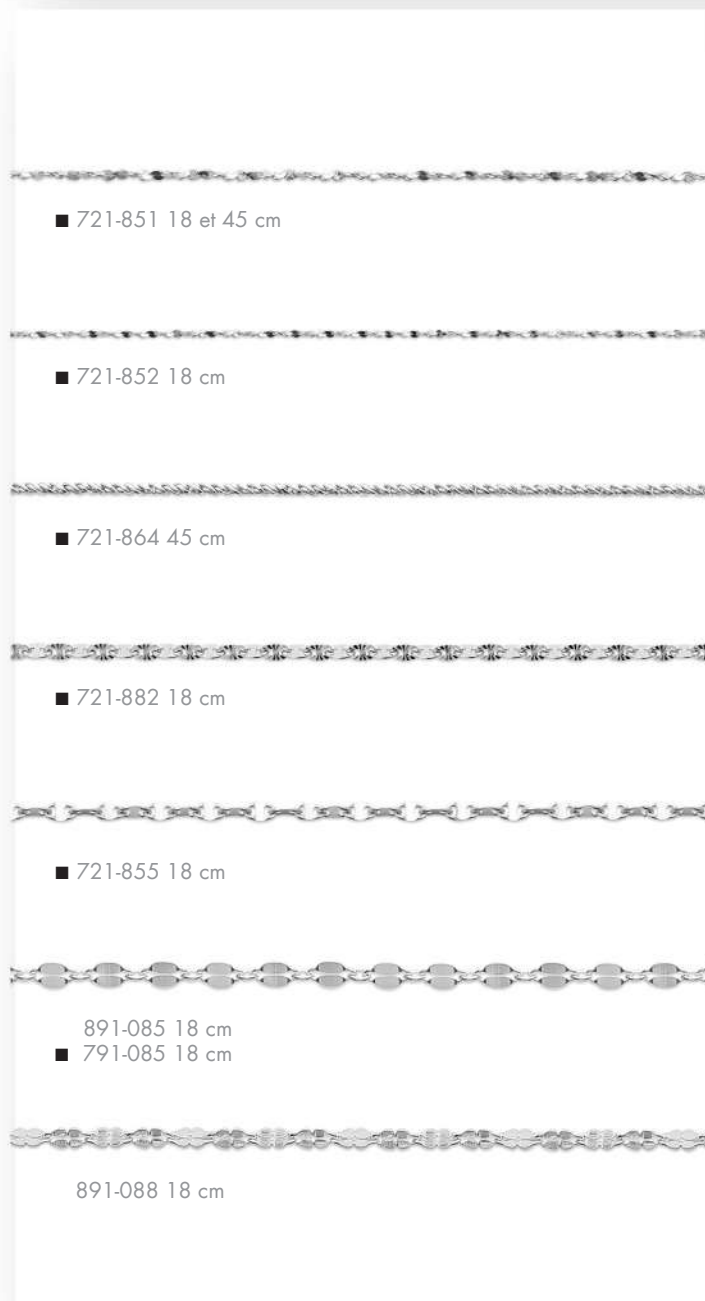 ■ 721-851 18 et 45 cm
■ 721-852 18 cm
■ 721-864 45 cm
■ 721-882 18 cm
■ 721-855 18 cm
891-085 18 cm
■ 791-085 18 cm
891-088 18 cm